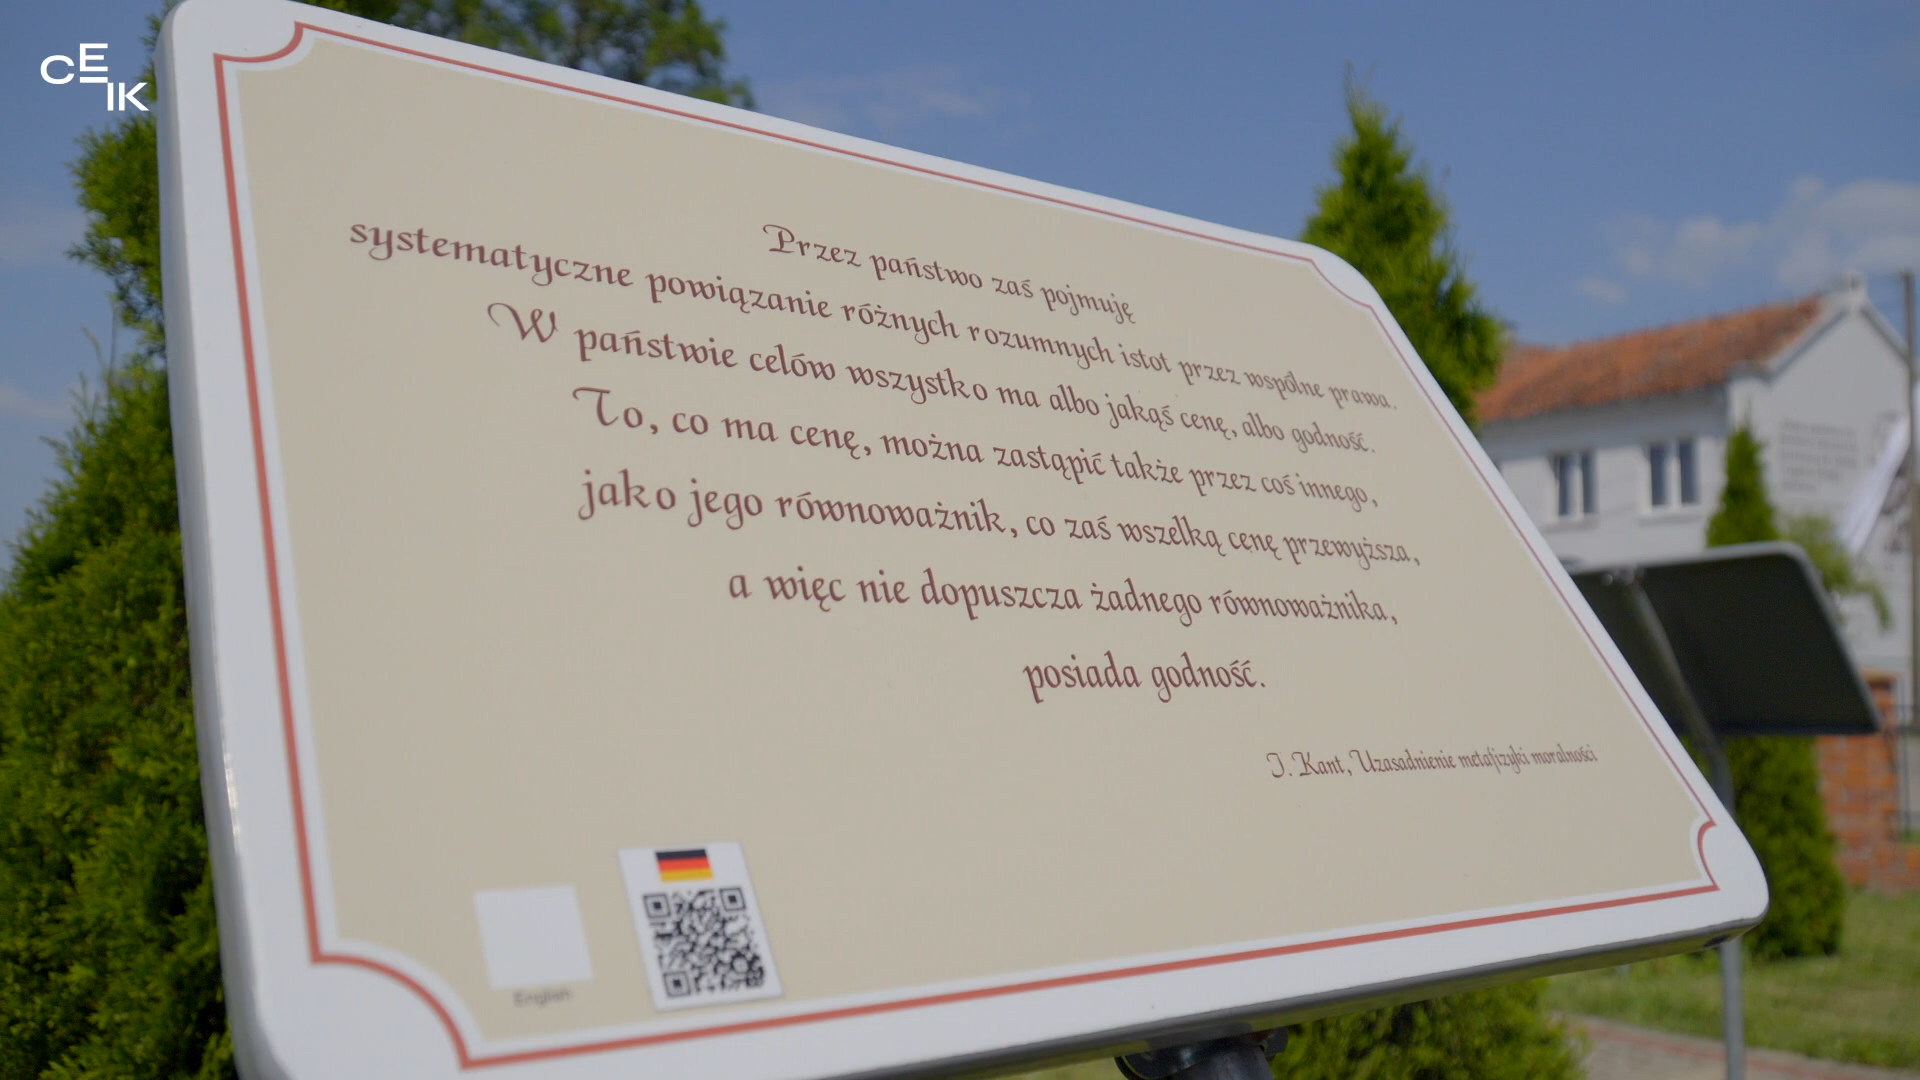 CE
IK
Przez państwo zaś pojmuję
systematyczne powiązanie różnych rozumnych istot przez wspólne prawa.
W państwie celów wszystko ma albo jakąś cenę, albo godność.
To, co ma cenę, można zastąpić także przez coś innego,
jako jego równoważnik, co zaś wszelką cenę przewyższa,
a więc nie dopuszcza żadnego równoważnika,
posiada godność.
I. Kant, Uzasadnienie metafizyki moralności
English